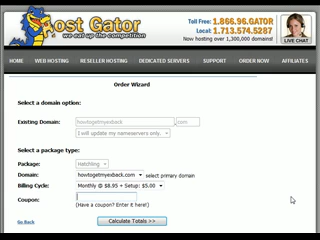 Host Gator
we eat up the competition
Toll Free: 1.866.96.GATOR
Local: 1.713.574.5287
Now hosting over 1,300,000 domains!
LIVE CHAT
HOME WEB HOSTING RESELLER HOSTING DEDICATED SERVERS SUPPORT ORDER NOW AFFILIATES
Order Wizard
Select a domain option:
Existing Domain: howtogetmyexback .com
I will update my nameservers only.
Select a package type:
Package: Hatchling
Domain: howtogetmyexback.com select primary domain
Billing Cycle: Monthly @ $8.95 + Setup: $5.00
Coupon:
(Have a coupon? Enter it here!)
Go Back Calculate Totals >>